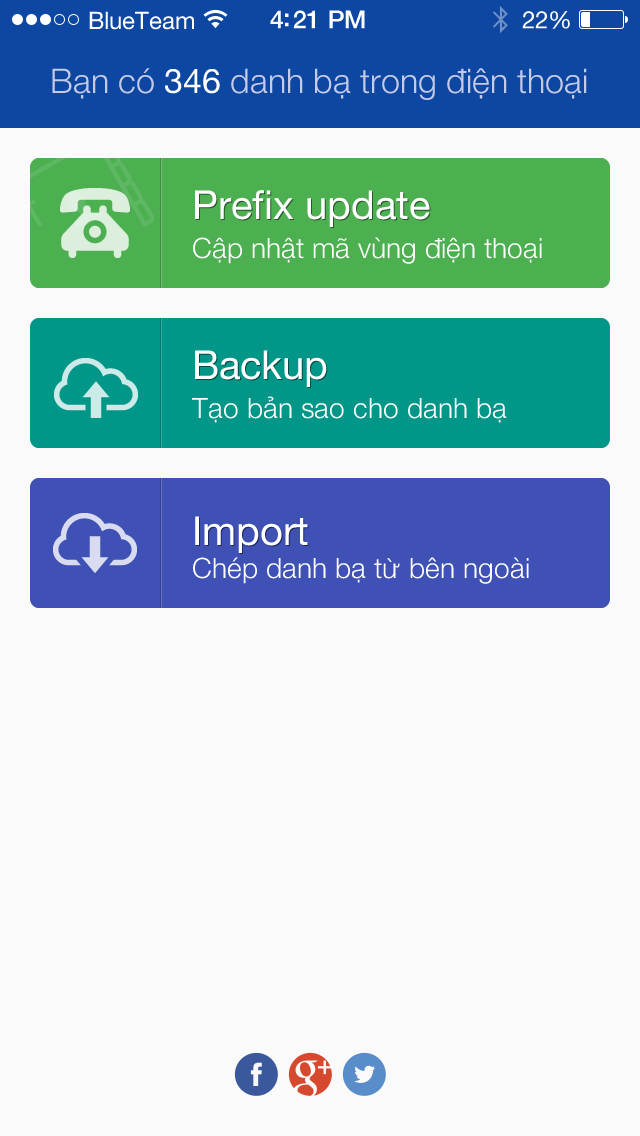 BlueTeam 4:21 PM 22%
Bạn có 346 danh bạ trong điện thoại
Prefix update
Cập nhật mã vùng điện thoại
Backup
Tạo bản sao cho danh bạ
Import
Chép danh bạ từ bên ngoài
f g+